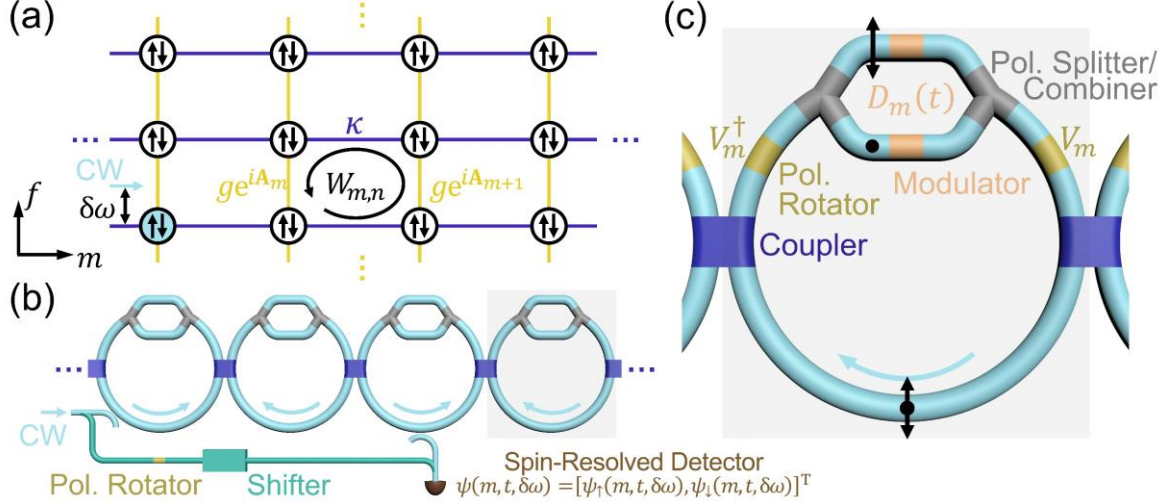 (a)
κ
CW
δω
f
m
ge^{iA_m}
W_{m,n}
ge^{iA_{m+1}}
(b)
CW
Pol. Rotator
Shifter
Spin-Resolved Detector
ψ(m, t, δω) = [ψ↑(m, t, δω), ψ↓(m, t, δω)]^T
(c)
Pol. Splitter/
Combiner
D_m(t)
V_m^†
V_m
Pol.
Rotator
Modulator
Coupler